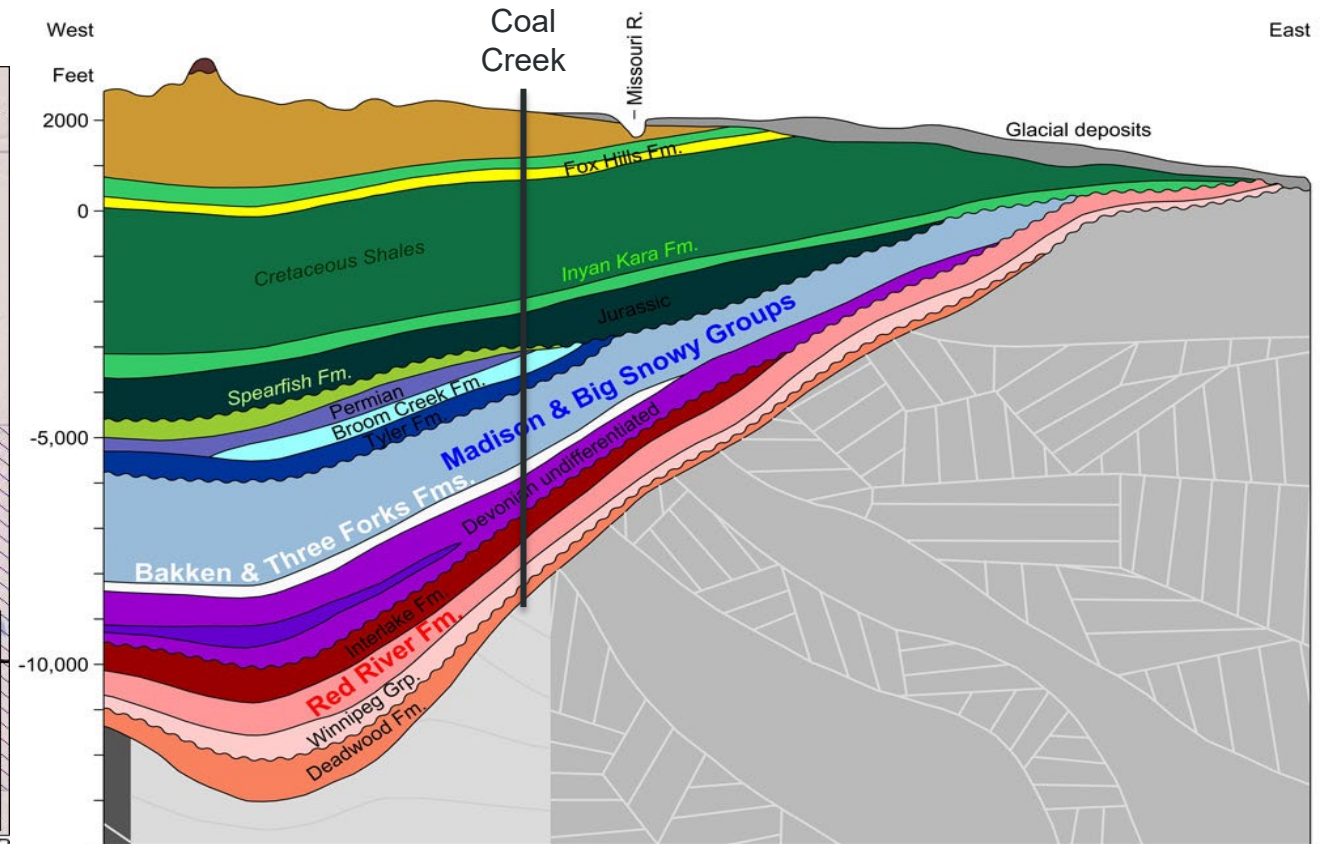 West
Coal
Creek
– Missouri R.
East
Feet
2000
Glacial deposits
Fox Hills Fm.
0
Cretaceous Shales
Inyan Kara Fm.
Jurassic
Spearfish Fm.
Permian
Broom Creek Fm.
Tyler Fm.
Madison & Big Snowy Groups
-5,000
Devonian undifferentiated
Bakken & Three Forks Fms.
Interlake Fm.
-10,000
Red River Fm.
Winnipeg Grp.
Deadwood Fm.